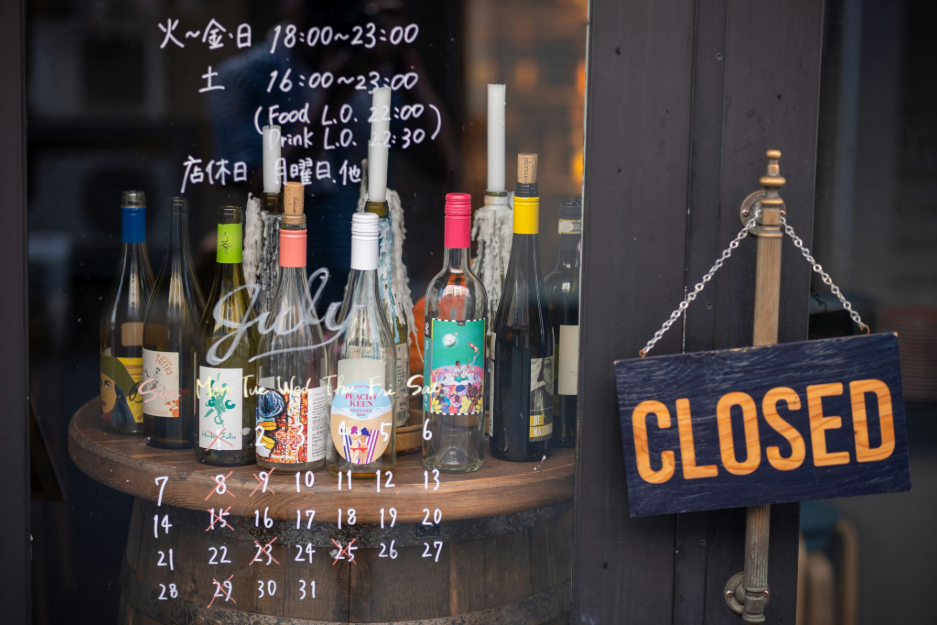 火~金・日 18:00~23:00
土 16:00~23:00
(Food L.O. 22:00)
Drink L.O. 22:30
店休日 月曜日、他
July
Sun Mon Tue Wed Thu Fri Sat
1 2 3 4 5 6
7 8 9 10 11 12 13
14 15 16 17 18 19 20
21 22 23 24 25 26 27
28 29 30 31
PEACHY
KEEN
CLOSED